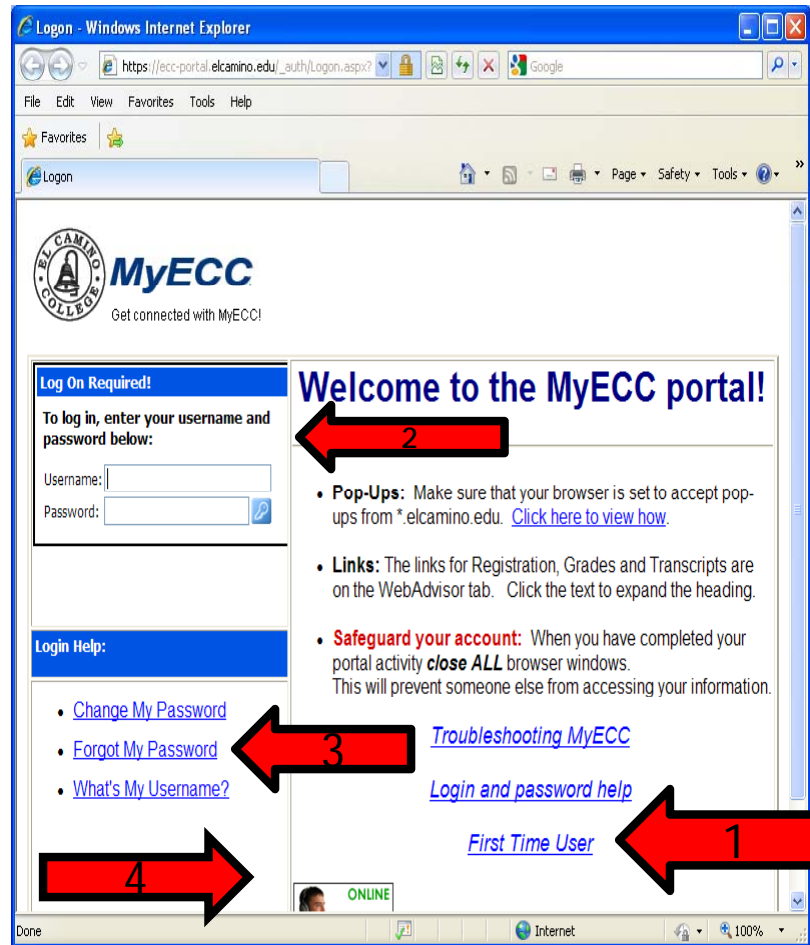 Logon - Windows Internet Explorer
https://ecc-portal.elcamino.edu/_auth/Logon.aspx?
Google
File Edit View Favorites Tools Help
Favorites
Logon
Page Safety Tools »
EL CAMINO COLLEGE
MyECC
Get connected with MyECC!
Log On Required!
To log in, enter your username and
password below:
Username:
Password:
Login Help:
• Change My Password
• Forgot My Password
• What's My Username?
Welcome to the MyECC portal!
2
• Pop-Ups: Make sure that your browser is set to accept pop-
ups from *.elcamino.edu. Click here to view how.
• Links: The links for Registration, Grades and Transcripts are
on the WebAdvisor tab. Click the text to expand the heading.
• Safeguard your account: When you have completed your
portal activity close ALL browser windows.
This will prevent someone else from accessing your information.
3
Troubleshooting MyECC
Login and password help
First Time User
1
4
ONLINE
Done
Internet
100%